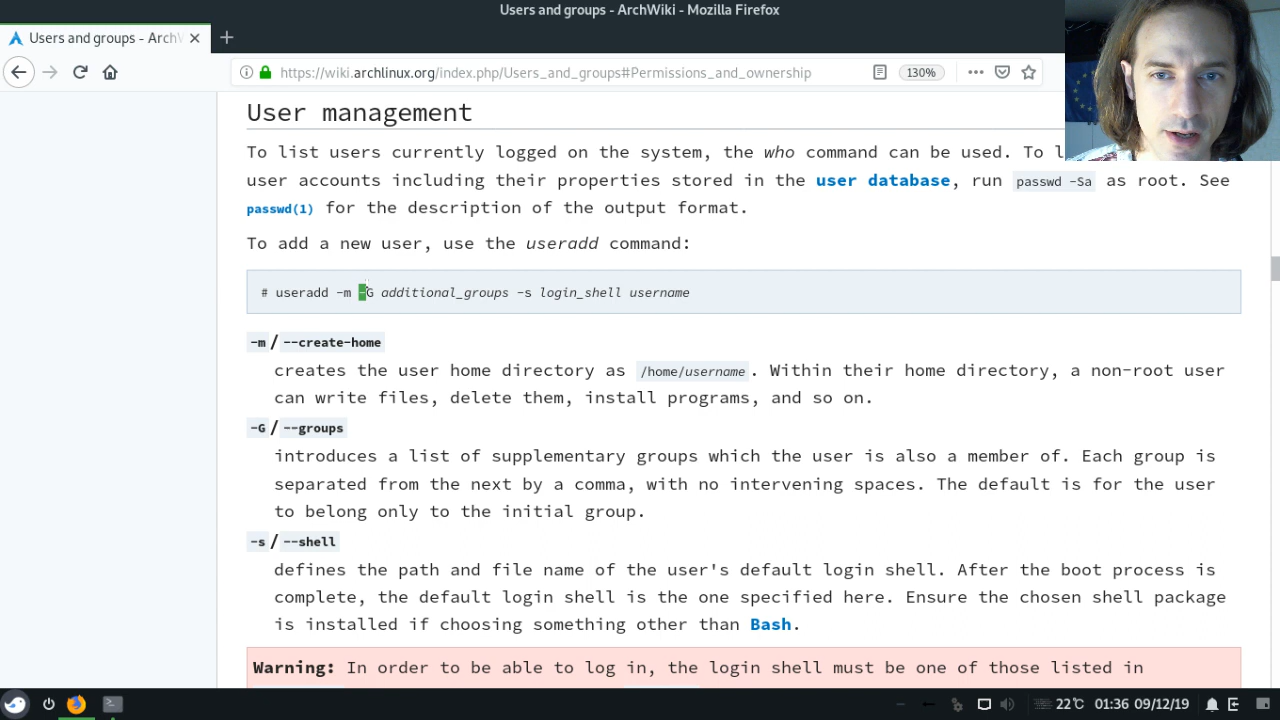 Users and groups - ArchWiki - Mozilla Firefox
Users and groups - ArchW
https://wiki.archlinux.org/index.php/Users_and_groups#Permissions_and_ownership
130%
User management
To list users currently logged on the system, the who command can be used. To l
user accounts including their properties stored in the user database, run passwd -Sa as root. See
passwd(1) for the description of the output format.
To add a new user, use the useradd command:
# useradd -m -G additional_groups -s login_shell username
-m/--create-home
creates the user home directory as /home/username. Within their home directory, a non-root user
can write files, delete them, install programs, and so on.
-G/--groups
introduces a list of supplementary groups which the user is also a member of. Each group is
separated from the next by a comma, with no intervening spaces. The default is for the user
to belong only to the initial group.
-s/--shell
defines the path and file name of the user's default login shell. After the boot process is
complete, the default login shell is the one specified here. Ensure the chosen shell package
is installed if choosing something other than Bash.
Warning: In order to be able to log in, the login shell must be one of those listed in
22℃ 01:36 09/12/19